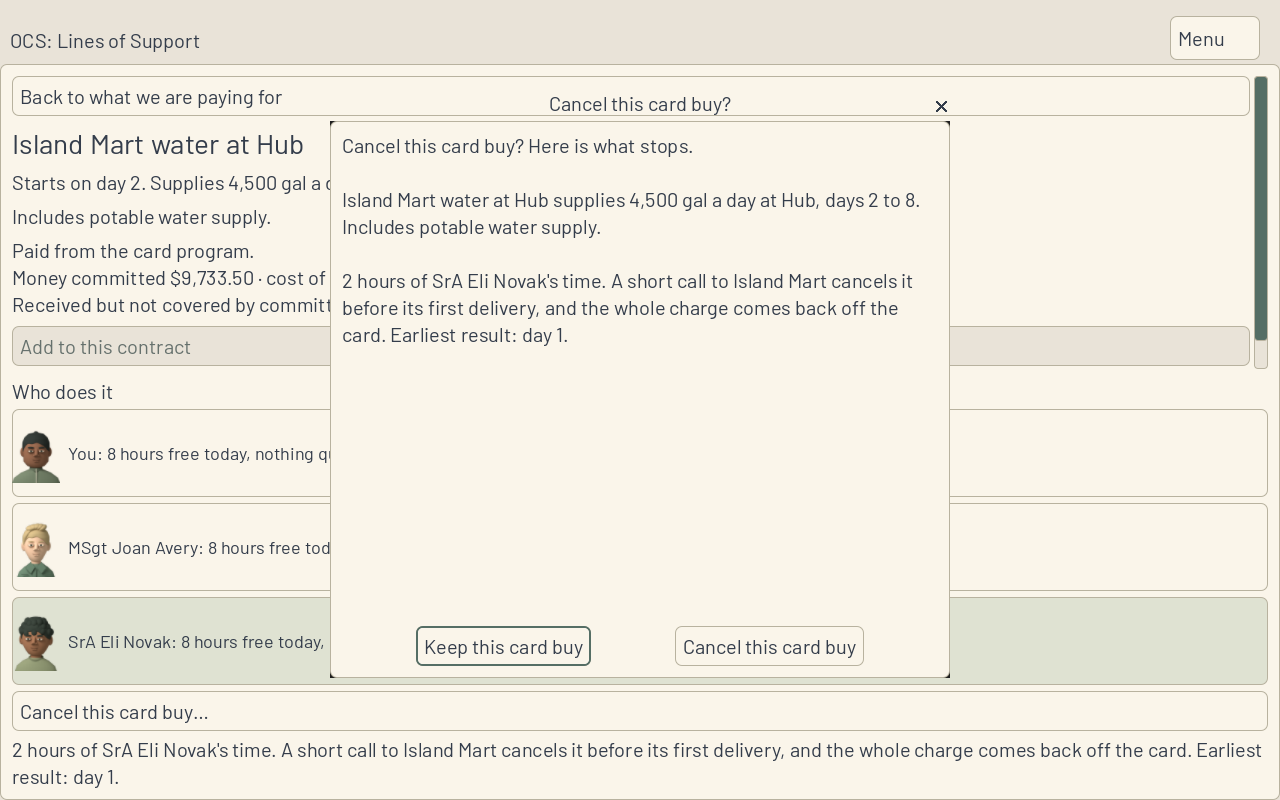 OCS: Lines of Support
Menu
Back to what we are paying for
Cancel this card buy?
Island Mart water at Hub
Starts on day 2. Supplies 4,500 gal a
Includes potable water supply.
Paid from the card program.
Money committed $9,733.50 · cost of
Received but not covered by
Add to this contract
Who does it
You: 8 hours free today, nothing
MSgt Joan Avery: 8 hours free
SrA Eli Novak: 8 hours free today,
Cancel this card buy? Here is what stops.
Island Mart water at Hub supplies 4,500 gal a day at Hub, days 2 to 8.
Includes potable water supply.
2 hours of SrA Eli Novak's time. A short call to Island Mart cancels it
before its first delivery, and the whole charge comes back off the
card. Earliest result: day 1.
Keep this card buy
Cancel this card buy
Cancel this card buy...
2 hours of SrA Eli Novak's time. A short call to Island Mart cancels it before its first delivery, and the whole charge comes back off the card. Earliest
result: day 1.